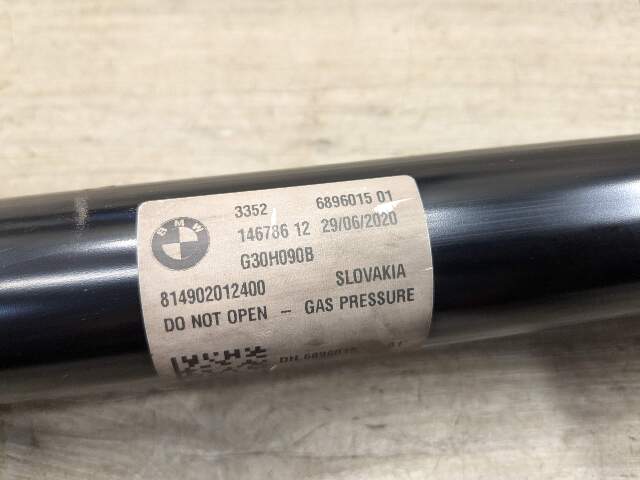 BMW
3352 6896015 01
146786 12 29/06/2020
G30H090B
814902012400 SLOVAKIA
DO NOT OPEN – GAS PRESSURE